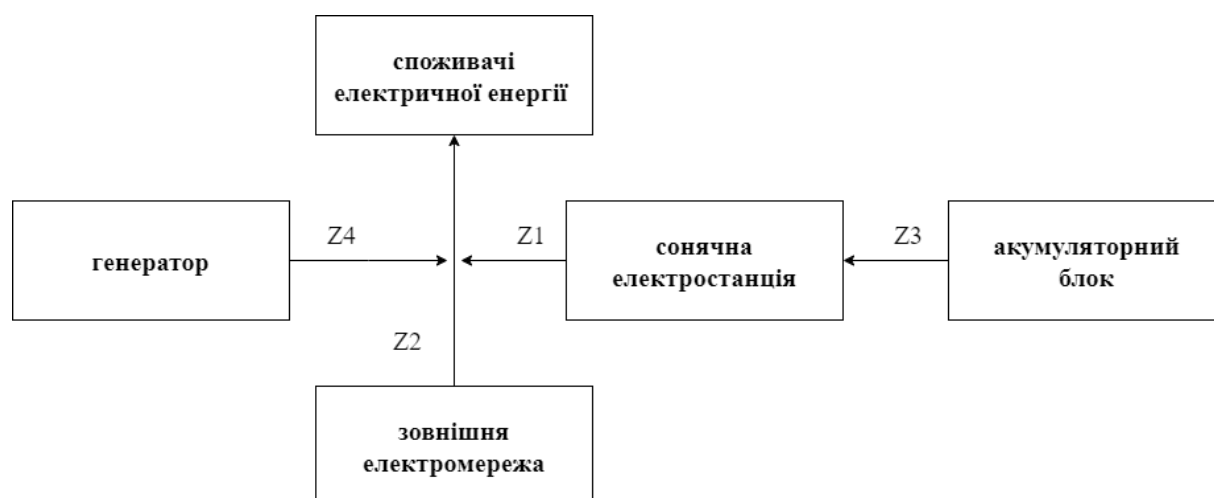 споживачі
електричної енергії
генератор
Z4
Z1
сонячна
електростанція
Z3
акумуляторний
блок
Z2
зовнішня
електромережа